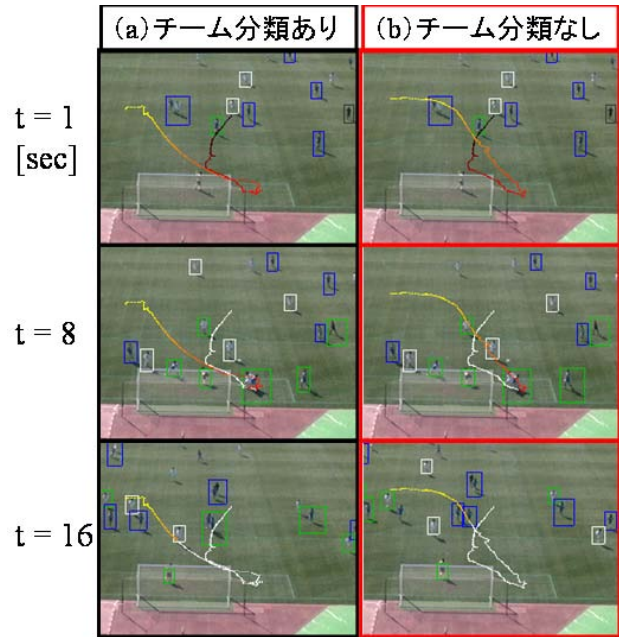 (a)チーム分類あり
(b)チーム分類なし
t = 1
[sec]
t = 8
t = 16